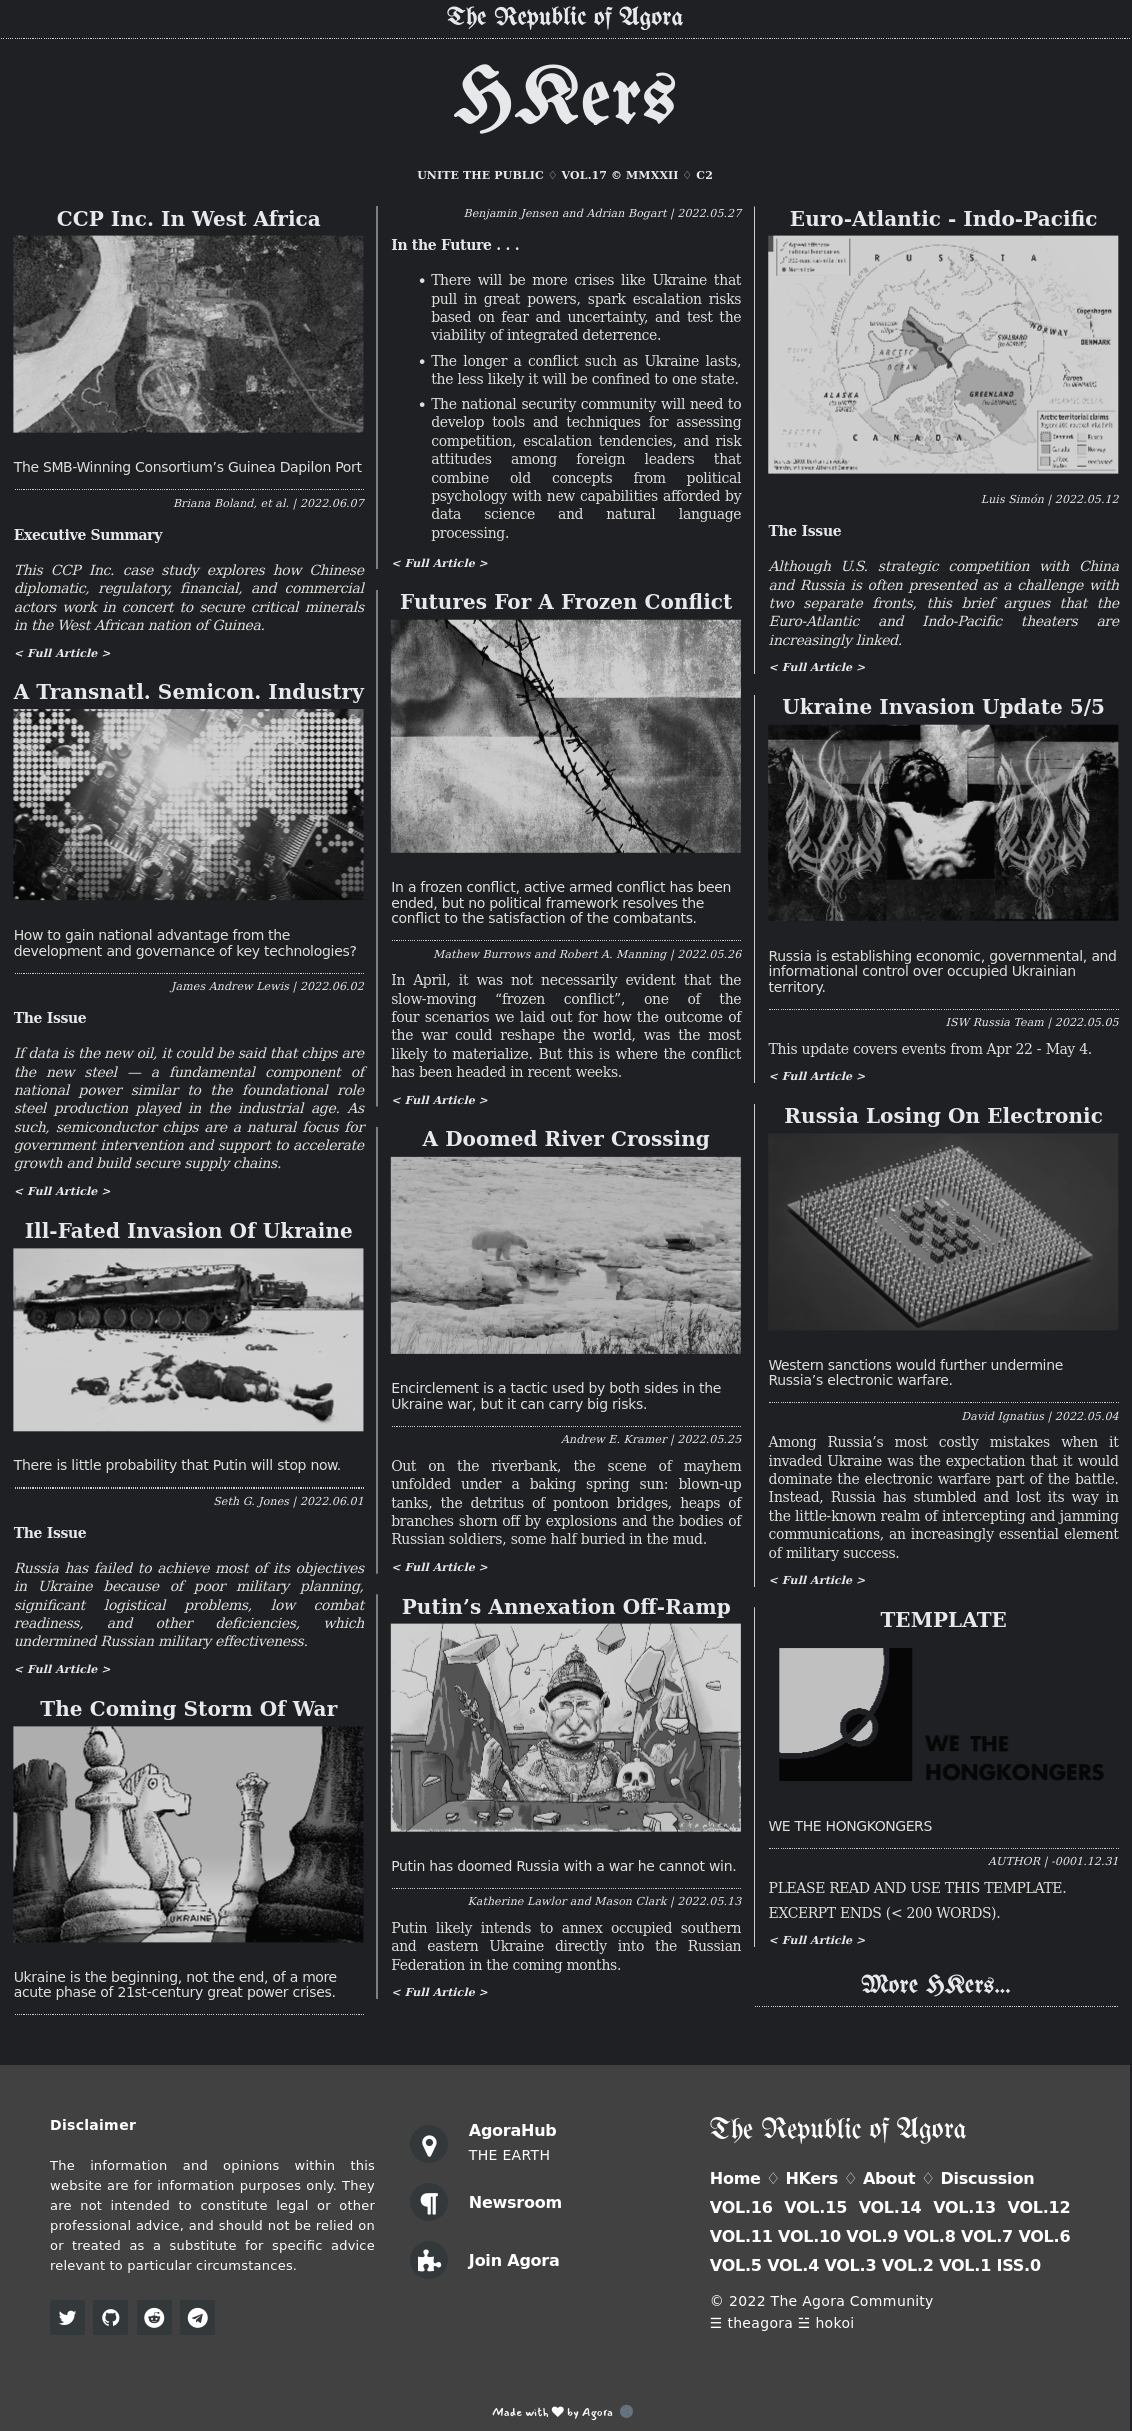 The Republic of Agora
HKers
UNITE THE PUBLIC ♢ VOL.17 © MMXXII ♢ C2
CCP Inc. In West Africa
The SMB-Winning Consortium’s Guinea Dapilon Port
Briana Boland, et al. | 2022.06.07
Executive Summary
This CCP Inc. case study explores how Chinese
diplomatic, regulatory, financial, and commercial
actors work in concert to secure critical minerals
in the West African nation of Guinea.
< Full Article >
A Transnatl. Semicon. Industry
How to gain national advantage from the
development and governance of key technologies?
James Andrew Lewis | 2022.06.02
The Issue
If data is the new oil, it could be said that chips are
the new steel — a fundamental component of
national power similar to the foundational role
steel production played in the industrial age. As
such, semiconductor chips are a natural focus for
government intervention and support to accelerate
growth and build secure supply chains.
< Full Article >
Ill-Fated Invasion Of Ukraine
There is little probability that Putin will stop now.
Seth G. Jones | 2022.06.01
The Issue
Russia has failed to achieve most of its objectives
in Ukraine because of poor military planning,
significant logistical problems, low combat
readiness, and other deficiencies, which
undermined Russian military effectiveness.
< Full Article >
The Coming Storm Of War
UKRAINE
Ukraine is the beginning, not the end, of a more
acute phase of 21st-century great power crises.
Benjamin Jensen and Adrian Bogart | 2022.05.27
In the Future . . .
• There will be more crises like Ukraine that
pull in great powers, spark escalation risks
based on fear and uncertainty, and test the
viability of integrated deterrence.
• The longer a conflict such as Ukraine lasts,
the less likely it will be confined to one state.
• The national security community will need to
develop tools and techniques for assessing
competition, escalation tendencies, and risk
attitudes among foreign leaders that
combine old concepts from political
psychology with new capabilities afforded by
data science and natural language
processing.
< Full Article >
Futures For A Frozen Conflict
In a frozen conflict, active armed conflict has been
ended, but no political framework resolves the
conflict to the satisfaction of the combatants.
Mathew Burrows and Robert A. Manning | 2022.05.26
In April, it was not necessarily evident that the
slow-moving “frozen conflict”, one of the
four scenarios we laid out for how the outcome of
the war could reshape the world, was the most
likely to materialize. But this is where the conflict
has been headed in recent weeks.
< Full Article >
A Doomed River Crossing
Encirclement is a tactic used by both sides in the
Ukraine war, but it can carry big risks.
Andrew E. Kramer | 2022.05.25
Out on the riverbank, the scene of mayhem
unfolded under a baking spring sun: blown-up
tanks, the detritus of pontoon bridges, heaps of
branches shorn off by explosions and the bodies of
Russian soldiers, some half buried in the mud.
< Full Article >
Putin’s Annexation Off-Ramp
Putin has doomed Russia with a war he cannot win.
Katherine Lawlor and Mason Clark | 2022.05.13
Putin likely intends to annex occupied southern
and eastern Ukraine directly into the Russian
Federation in the coming months.
< Full Article >
Euro-Atlantic - Indo-Pacific
RUSSIA
Copenhagen
NORWAY
DENMARK
SVALBARD
ARCTIC
OCEAN
ALASKA
GREENLAND
CANADA
Arctic territorial claims
Denmark
Russia
Canada
Norway
Luis Simón | 2022.05.12
The Issue
Although U.S. strategic competition with China
and Russia is often presented as a challenge with
two separate fronts, this brief argues that the
Euro-Atlantic and Indo-Pacific theaters are
increasingly linked.
< Full Article >
Ukraine Invasion Update 5/5
Russia is establishing economic, governmental, and
informational control over occupied Ukrainian
territory.
ISW Russia Team | 2022.05.05
This update covers events from Apr 22 - May 4.
< Full Article >
Russia Losing On Electronic
Western sanctions would further undermine
Russia’s electronic warfare.
David Ignatius | 2022.05.04
Among Russia’s most costly mistakes when it
invaded Ukraine was the expectation that it would
dominate the electronic warfare part of the battle.
Instead, Russia has stumbled and lost its way in
the little-known realm of intercepting and jamming
communications, an increasingly essential element
of military success.
< Full Article >
TEMPLATE
WE THE
HONGKONGERS
WE THE HONGKONGERS
AUTHOR | -0001.12.31
PLEASE READ AND USE THIS TEMPLATE.
EXCERPT ENDS (< 200 WORDS).
< Full Article >
More HKers...
Disclaimer
The information and opinions within this
website are for information purposes only. They
are not intended to constitute legal or other
professional advice, and should not be relied on
or treated as a substitute for specific advice
relevant to particular circumstances.
AgoraHub
THE EARTH
Newsroom
Join Agora
The Republic of Agora
Home ♢ HKers ♢ About ♢ Discussion
VOL.16 VOL.15 VOL.14 VOL.13 VOL.12
VOL.11 VOL.10 VOL.9 VOL.8 VOL.7 VOL.6
VOL.5 VOL.4 VOL.3 VOL.2 VOL.1 ISS.0
© 2022 The Agora Community
☰ theagora ☱ hokoi
Made with ♥ by Agora